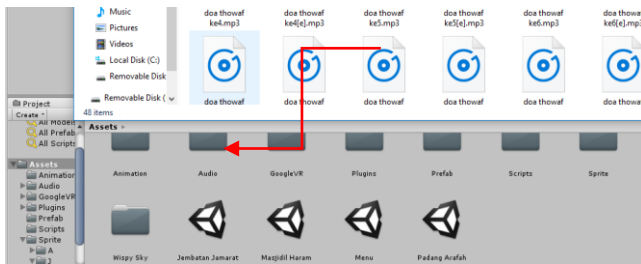 Music
Pictures
Videos
Local Disk (C:)
Removable Disk
Removable Disk (
48 items
doa thowaf ke4.mp3
doa thowaf ke4[e].mp3
doa thowaf ke5.mp3
doa thowaf ke5[e].mp3
doa thowaf ke6.mp3
doa thowaf ke6[e].mp3
doa thowaf
doa thowaf
doa thowaf
doa thowaf
doa thowaf
doa thowaf
Project
Create
All Models
All Prefab
All Scripts
Assets
Animation
Audio
GoogleVR
Plugins
Prefab
Scripts
Sprite
A
J
Assets
Animation
Audio
GoogleVR
Plugins
Prefab
Scripts
Sprite
Wispy Sky
Jembatan Jamarat
Masjidil Haram
Menu
Padang Arafah